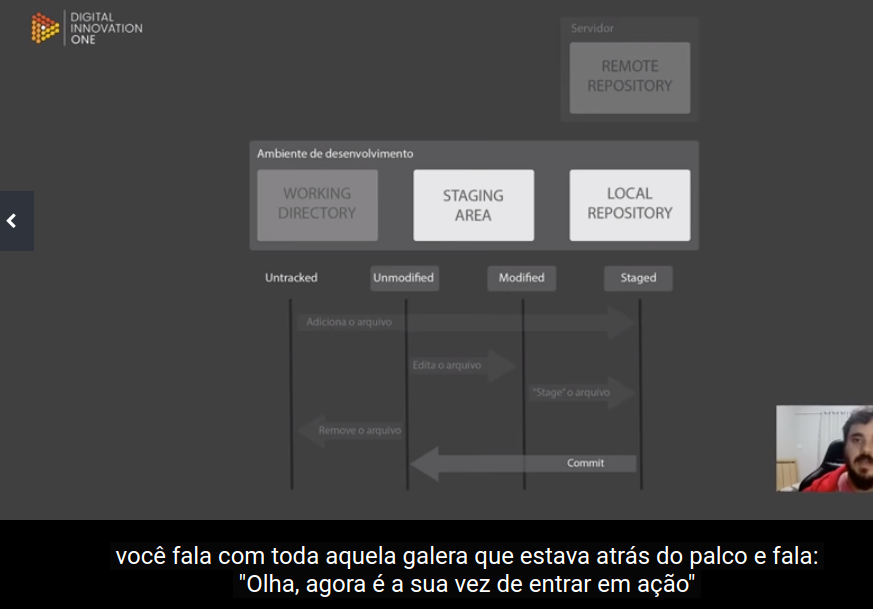 DIGITAL
INNOVATION
ONE
Servidor
REMOTE
REPOSITORY
Ambiente de desenvolvimento
WORKING
DIRECTORY
STAGING
AREA
LOCAL
REPOSITORY
Untracked
Unmodified
Modified
Staged
Adiciona o arquivo
Edita o arquivo
"Stage" o arquivo
Remove o arquivo
Commit
você fala com toda aquela galera que estava atrás do palco e fala:
"Olha, agora é a sua vez de entrar em ação"